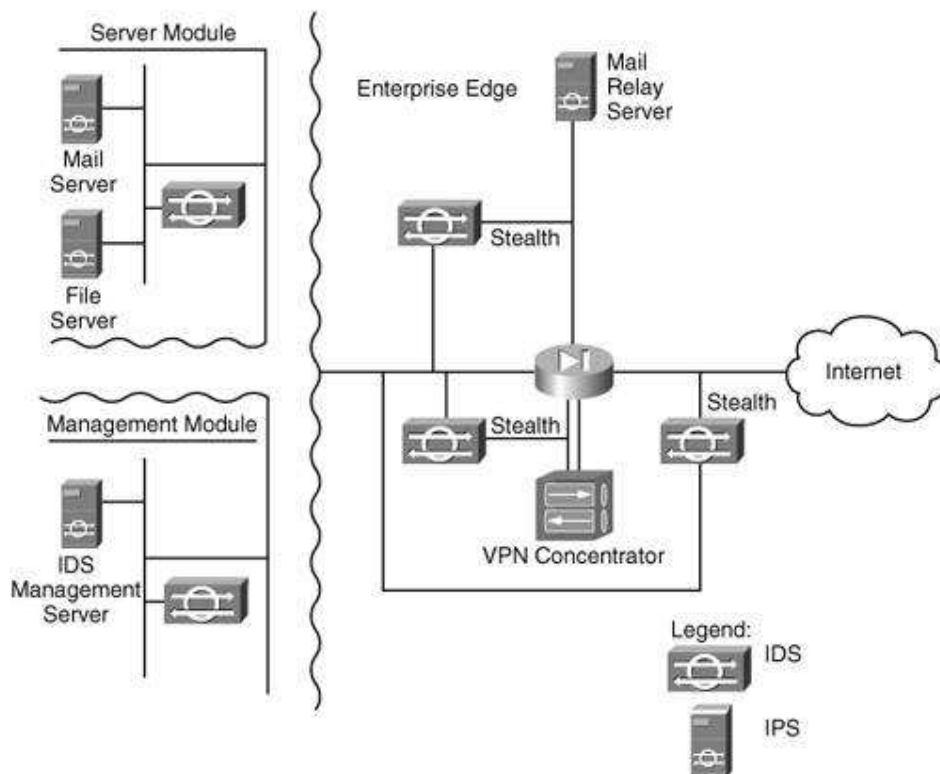 Server Module
Mail
Server
File
Server
Management Module
IDS
Management
Server
Enterprise Edge
Mail
Relay
Server
Stealth
Internet
Stealth
Stealth
VPN Concentrator
Legend:
IDS
IPS